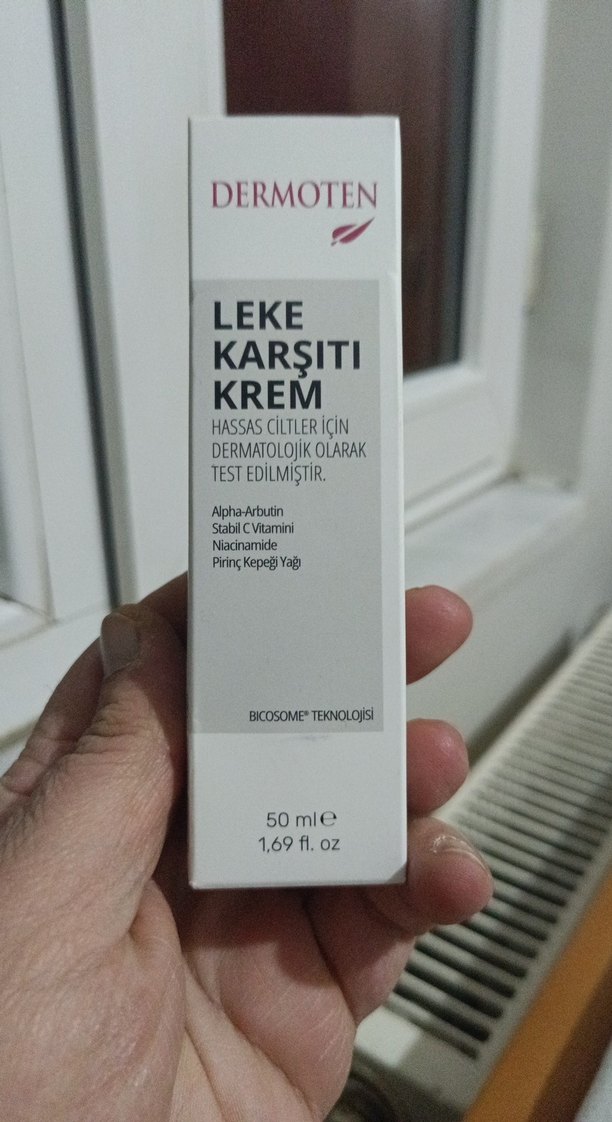 DERMOTEN
LEKE
KARŞITI
KREM
HASSAS CİLTLER İÇİN
DERMATOLOJİK OLARAK
TEST EDİLMİŞTİR.
Alpha-Arbutin
Stabil C Vitamini
Niacinamide
Pirinç Kepeği Yağı
BICOSOME® TEKNOLOJİSİ
50 ml℮
1,69 fl. oz